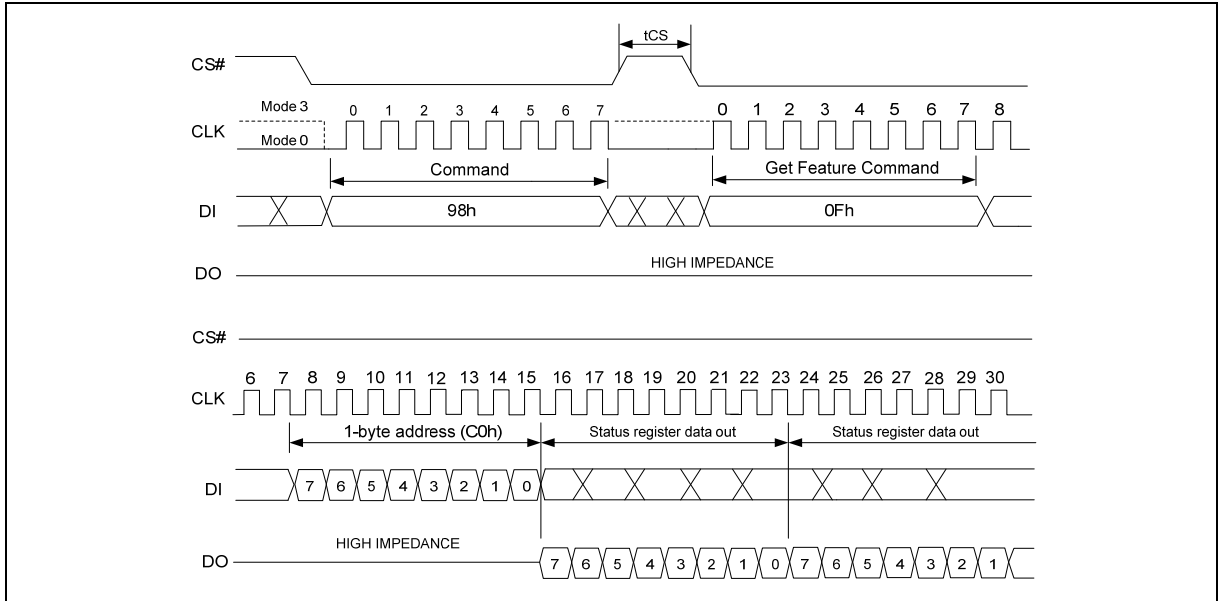 tCS
CS#
Mode 3
0 1 2 3 4 5 6 7
0 1 2 3 4 5 6 7 8
CLK
Mode 0
Command
Get Feature Command
DI
98h
0Fh
HIGH IMPEDANCE
DO
CS#
6 7 8 9 10 11 12 13 14 15 16 17 18 19 20 21 22 23 24 25 26 27 28 29 30
CLK
1-byte address (C0h)
Status register data out
Status register data out
DI
7 6 5 4 3 2 1 0
HIGH IMPEDANCE
DO
7 6 5 4 3 2 1 0 7 6 5 4 3 2 1